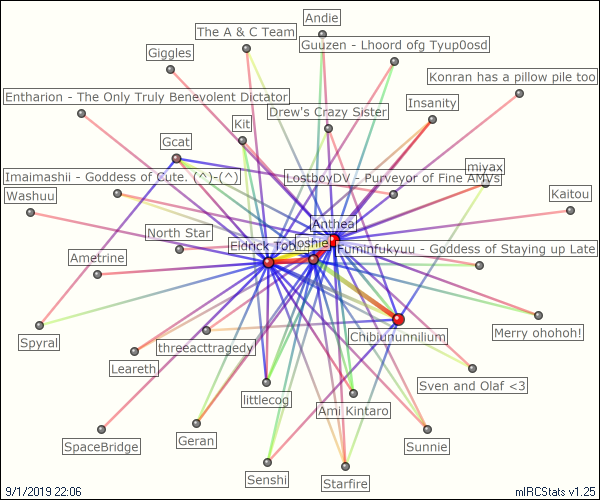 Andie
The A & C Team
Guuzen - Lhoord ofg Tyup0osd
Giggles
Konran has a pillow pile too
Entharion - The Only Truly Benevolent Dictator
Insanity
Drew's Crazy Sister
Kit
Gcat
miyax
Imaimashii - Goddess of Cute. (^)-(^)
LostboyDV - Purveyor of Fine AMVs
Washuu
Kaitou
Anthea
North Star
Eldrick Tob
oshie
Fuminfukyuu - Goddess of Staying up Late
Ametrine
Merry ohohoh!
Spyral
threeacttragedy
Chibiununnilium
Leareth
Sven and Olaf <3
littlecog
Ami Kintaro
SpaceBridge
Geran
Sunnie
Senshi
Starfire
9/1/2019 22:06
mIRCStats v1.25